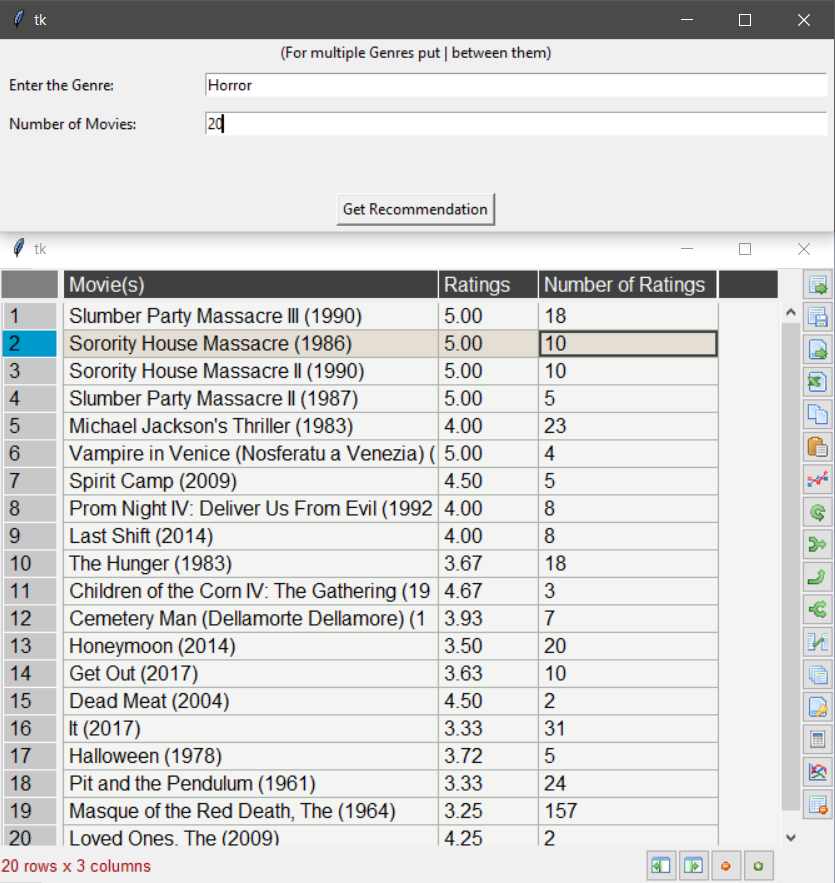 tk
(For multiple Genres put | between them)
Enter the Genre: Horror
Number of Movies: 20
Get Recommendation
tk
Movie(s) Ratings Number of Ratings
1 Slumber Party Massacre III (1990) 5.00 18
2 Sorority House Massacre (1986) 5.00 10
3 Sorority House Massacre II (1990) 5.00 10
4 Slumber Party Massacre II (1987) 5.00 5
5 Michael Jackson's Thriller (1983) 4.00 23
6 Vampire in Venice (Nosferatu a Venezia) ( 5.00 4
7 Spirit Camp (2009) 4.50 5
8 Prom Night IV: Deliver Us From Evil (1992 4.00 8
9 Last Shift (2014) 4.00 8
10 The Hunger (1983) 3.67 18
11 Children of the Corn IV: The Gathering (19 4.67 3
12 Cemetery Man (Dellamorte Dellamore) (1 3.93 7
13 Honeymoon (2014) 3.50 20
14 Get Out (2017) 3.63 10
15 Dead Meat (2004) 4.50 2
16 It (2017) 3.33 31
17 Halloween (1978) 3.72 5
18 Pit and the Pendulum (1961) 3.33 24
19 Masque of the Red Death, The (1964) 3.25 157
20 Loved Ones, The (2009) 4.25 2
20 rows x 3 columns